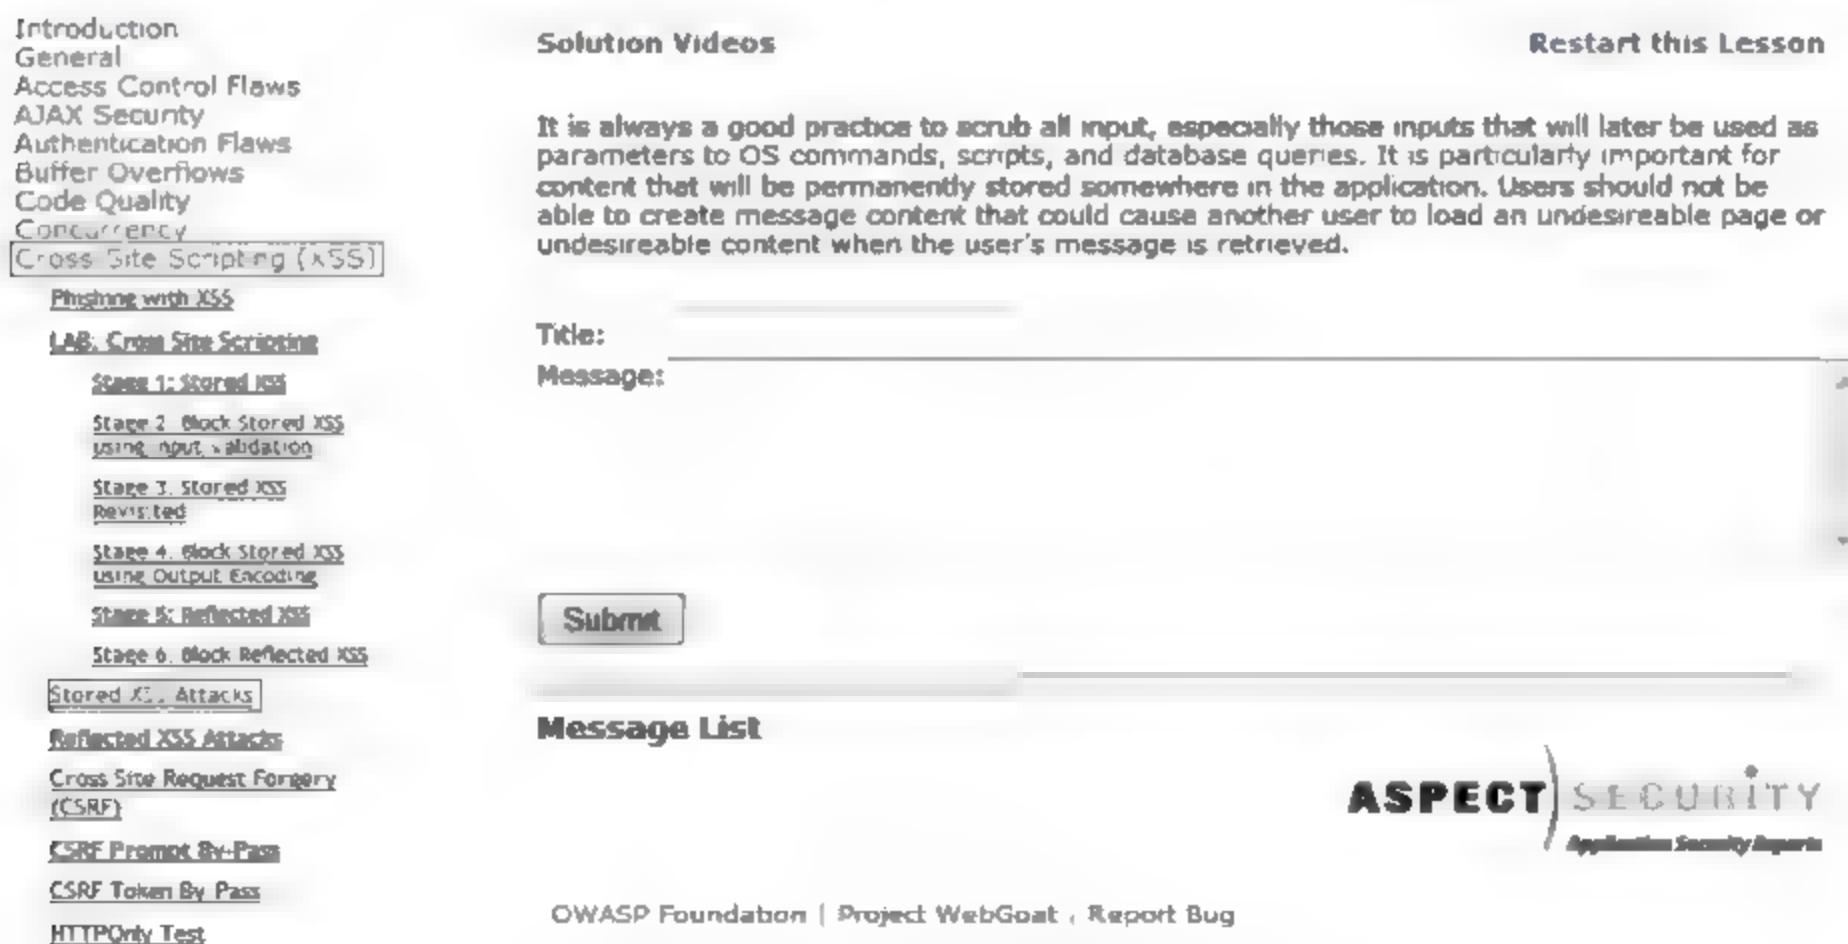 Introduction
General
Access Control Flaws
AJAX Security
Authentication Flaws
Buffer Overflows
Code Quality
Concurrency
Cross Site Scripting (XSS)
Phishing with XSS
LAB: Cross Site Scripting
Stage 1: Stored XSS
Stage 2: Block Stored XSS
using Input Validation
Stage 3: Stored XSS
Revisited
Stage 4: Block Stored XSS
using Output Encoding
Stage 5: Reflected XSS
Stage 6: Block Reflected XSS
Stored Attacks
Reflected XSS Attacks
Cross Site Request Forgery
(CSRF)
CSRF Prompt By-Pass
CSRF Token By-Pass
HTTPOnly Test
Solution Videos
Restart this Lesson
It is always a good practice to scrub all input, especially those inputs that will later be used as
parameters to OS commands, scripts, and database queries. It is particularly important for
content that will be permanently stored somewhere in the application. Users should not be
able to create message content that could cause another user to load an undesireable page or
undesireable content when the user's message is retrieved.
Title:
Message:
Submit
Message List
ASPECT SECURITY
Application Security Experts
OWASP Foundation | Project WebGoat | Report Bug